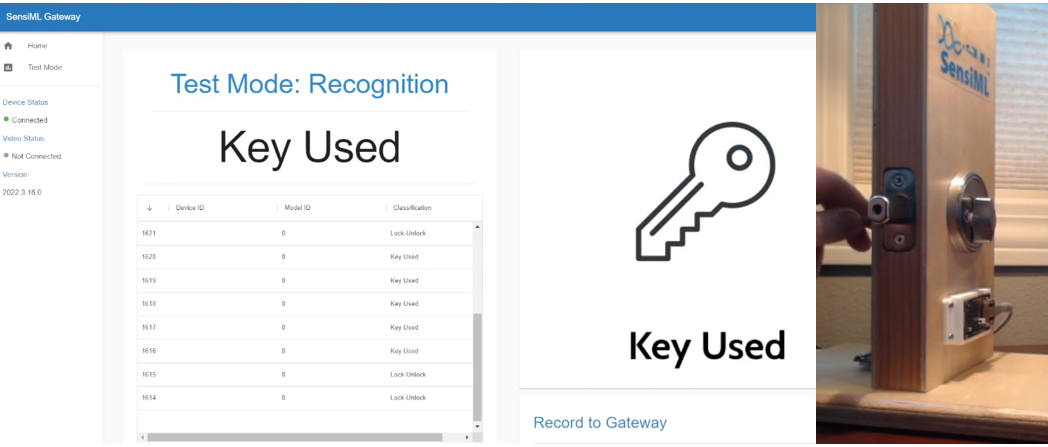 SensiML Gateway
Home
Test Mode
Device Status
Connected
Video Status
Not Connected
Version
2022.3.16.0
Test Mode: Recognition
Key Used
Device ID
Model ID
Classification
1621 0 Lock-Unlock
1620 0 Key Used
1619 0 Key Used
1618 0 Key Used
1617 0 Key Used
1616 0 Key Used
1615 0 Lock-Unlock
1614 0 Lock-Unlock
Key Used
Record to Gateway
SensiML